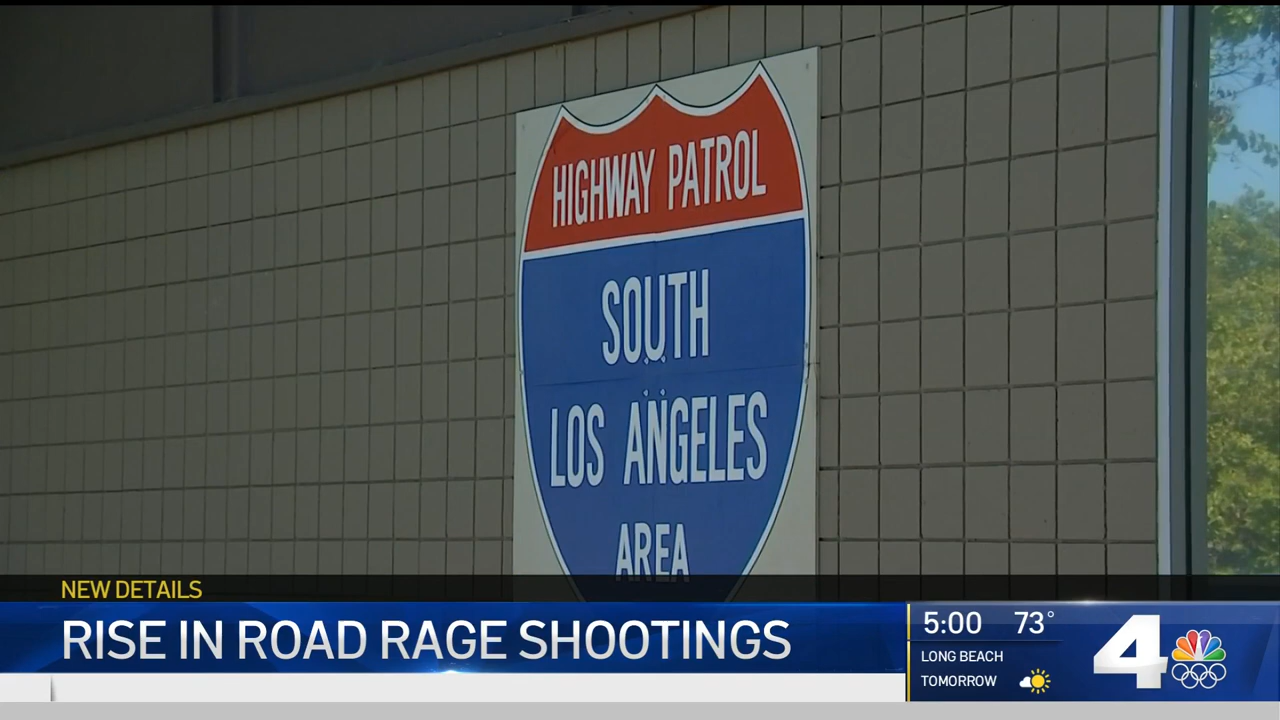 HIGHWAY PATROL
SOUTH
LOS ANGELES
AREA
NEW DETAILS
RISE IN ROAD RAGE SHOOTINGS
5:00 73°
LONG BEACH
TOMORROW
4